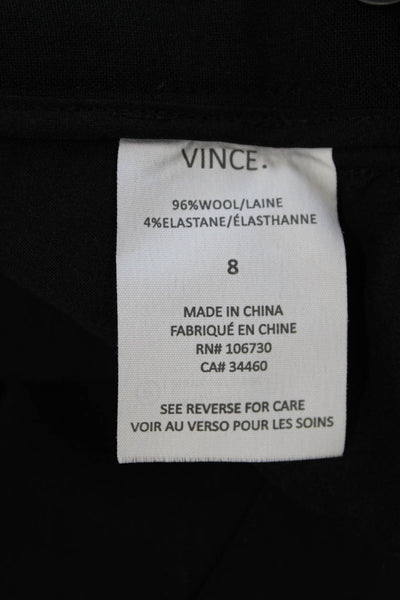 VINCE.
96%WOOL/LAINE
4%ELASTANE/ÉLASTHANNE
8
MADE IN CHINA
FABRIQUÉ EN CHINE
RN# 106730
CA# 34460
SEE REVERSE FOR CARE
VOIR AU VERSO POUR LES SOINS